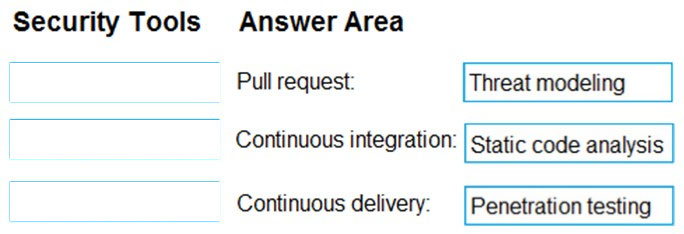 Security Tools Answer Area
Pull request: Threat modeling
Continuous integration: Static code analysis
Continuous delivery: Penetration testing